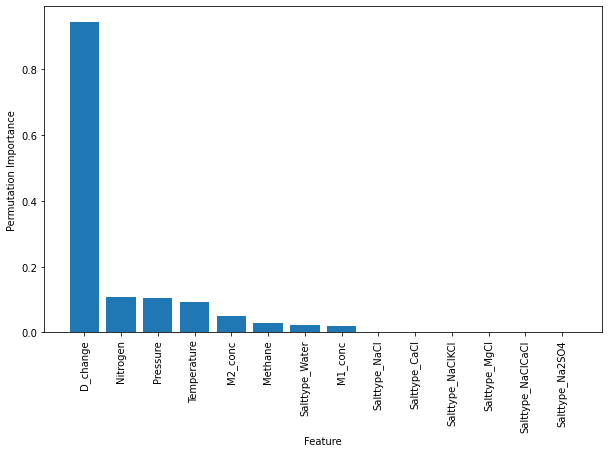 Permutation Importance
0.8
0.6
0.4
0.2
0.0
D_change
Nitrogen
Pressure
Temperature
M2_conc
Methane
Salttype_Water
M1_conc
Salttype_NaCl
Salttype_CaCl
Salttype_NaClKCl
Salttype_MgCl
Salttype_NaClCaCl
Salttype_Na2SO4
Feature